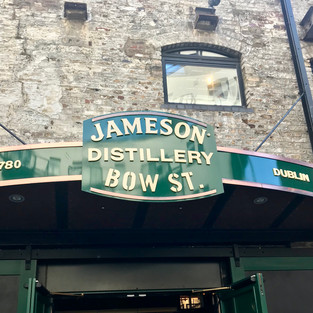 JAMESON
DISTILLERY
BOW ST.
780
DUBLIN